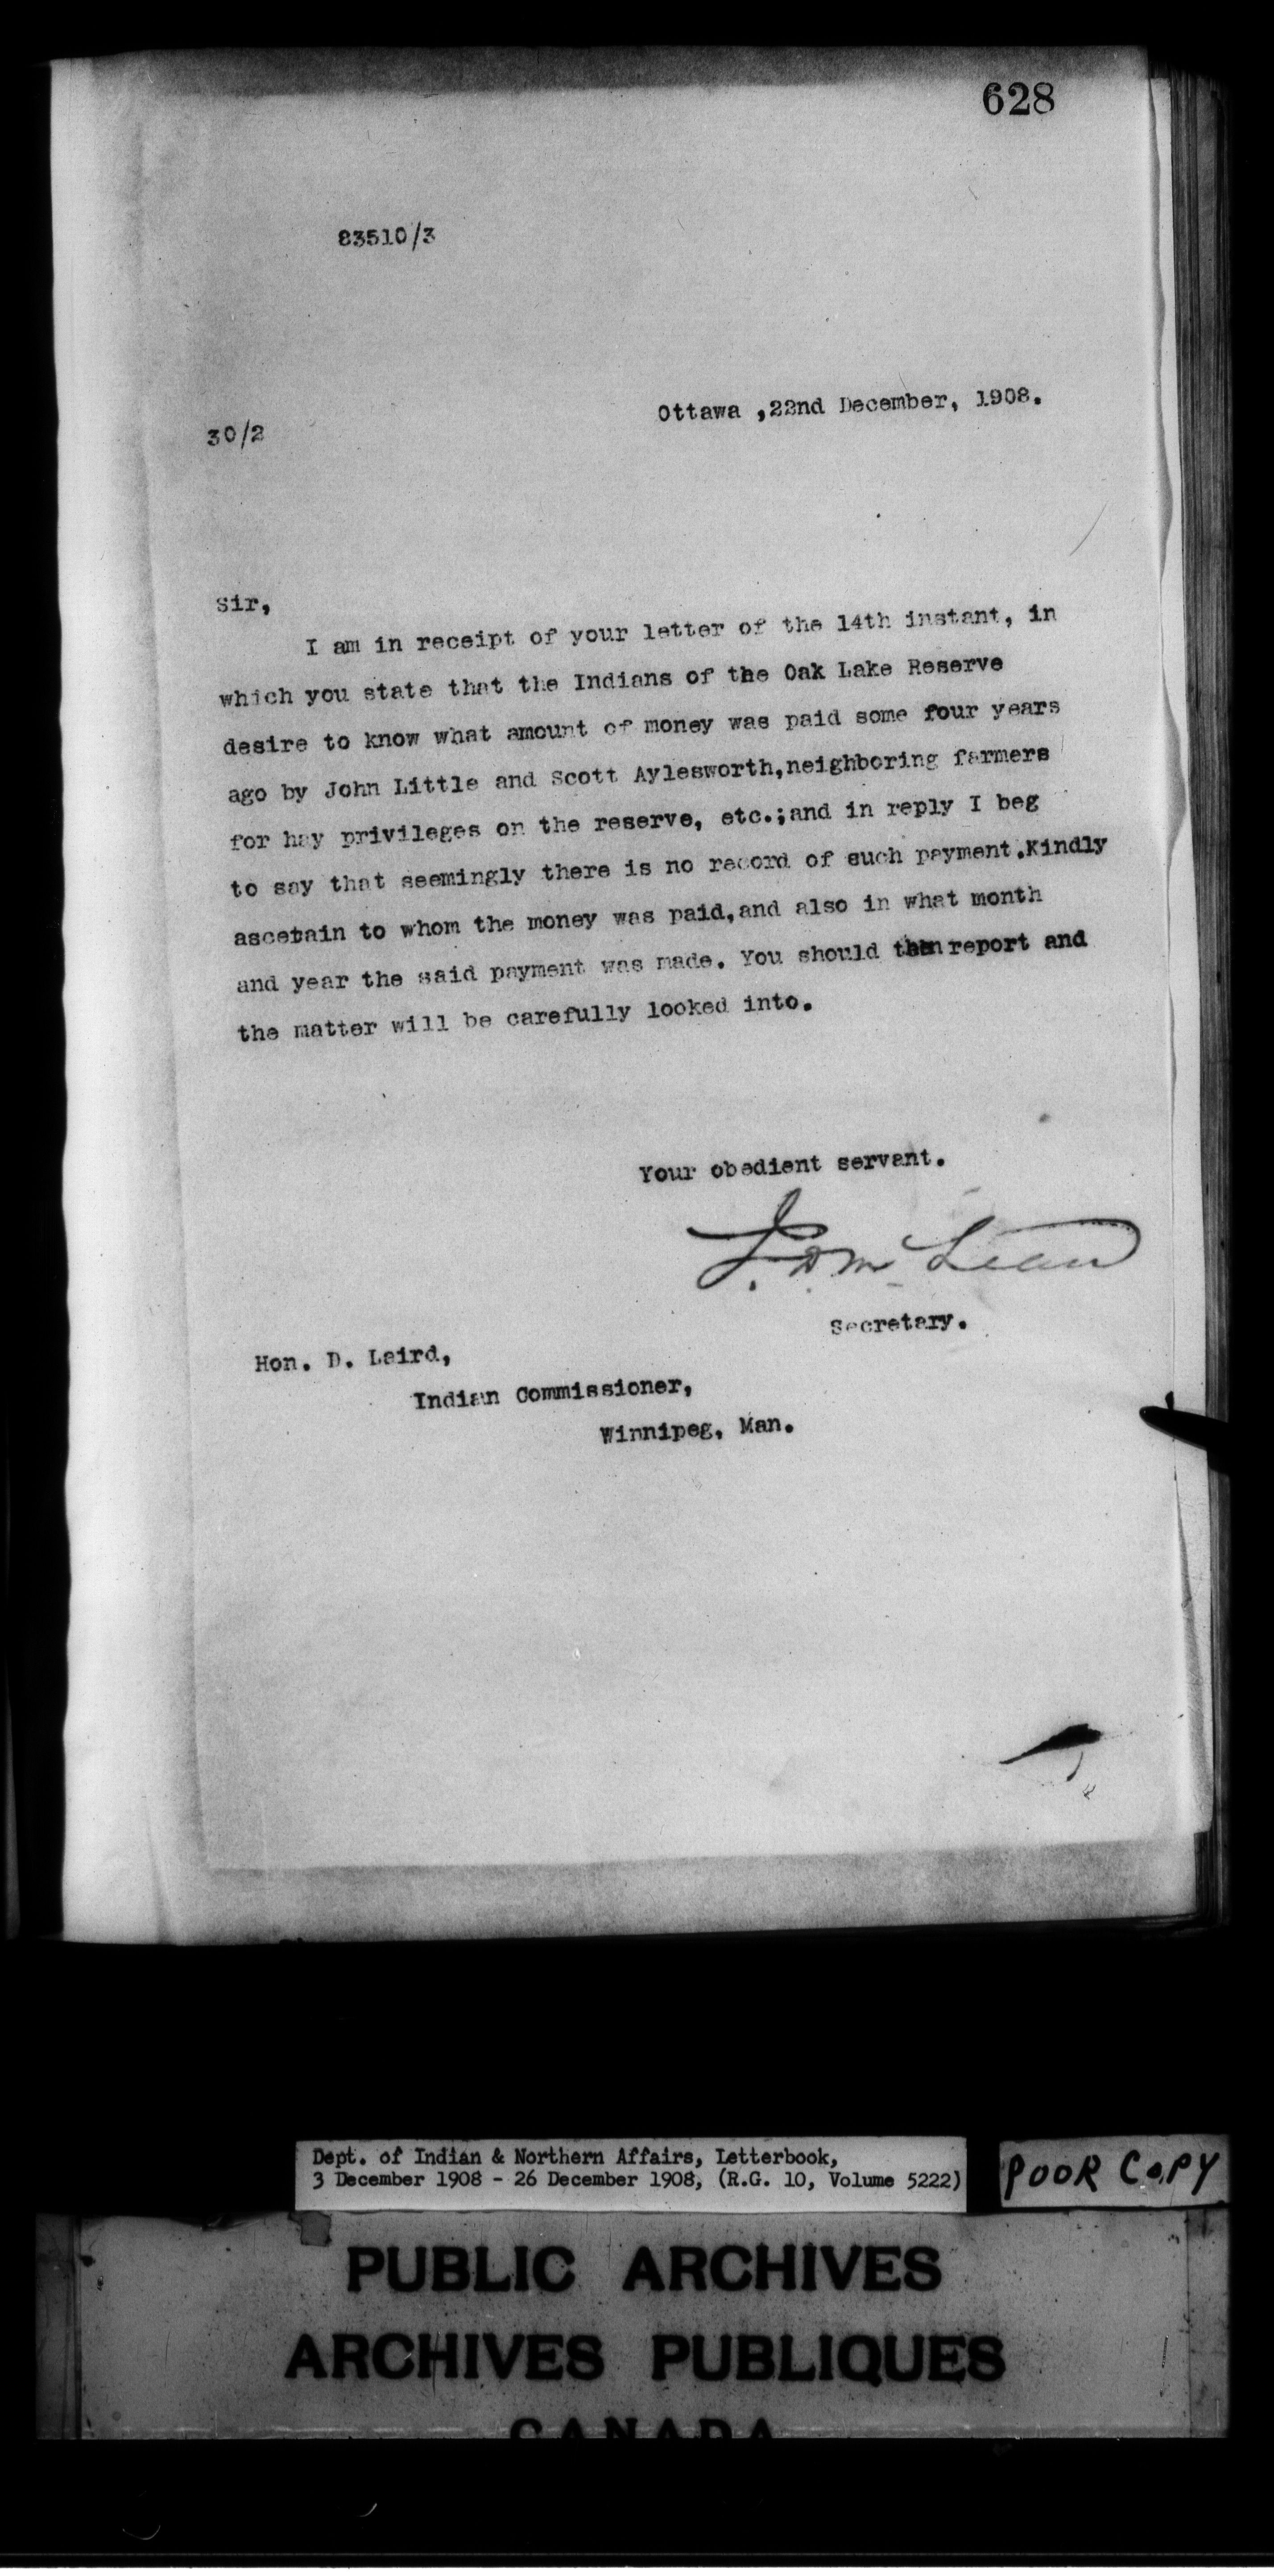 628
83510/3
Ottawa ,22nd December, 1908.
30/2
Sir,
I am in receipt of your letter of the 14th instant, in
which you state that the Indians of the Oak Lake Reserve
desire to know what amount of money was paid some four years
ago by John Little and Scott Aylesworth,neighboring farmers
for hay privileges on the reserve, etc.;and in reply I beg
to say that seemingly there is no record of such payment.Kindly
ascetain to whom the money was paid,and also in what month
and year the said payment was made. You should then report and
the matter will be carefully looked into.
Your obedient servant.
J. D. McLean
Secretary.
Hon. D. Laird,
Indian Commissioner,
Winnipeg, Man.
Dept. of Indian & Northern Affairs, Letterbook,
3 December 1908 - 26 December 1908, (R.G. 10, Volume 5222)
POOR COPY
PUBLIC ARCHIVES
ARCHIVES PUBLIQUES
CANADA